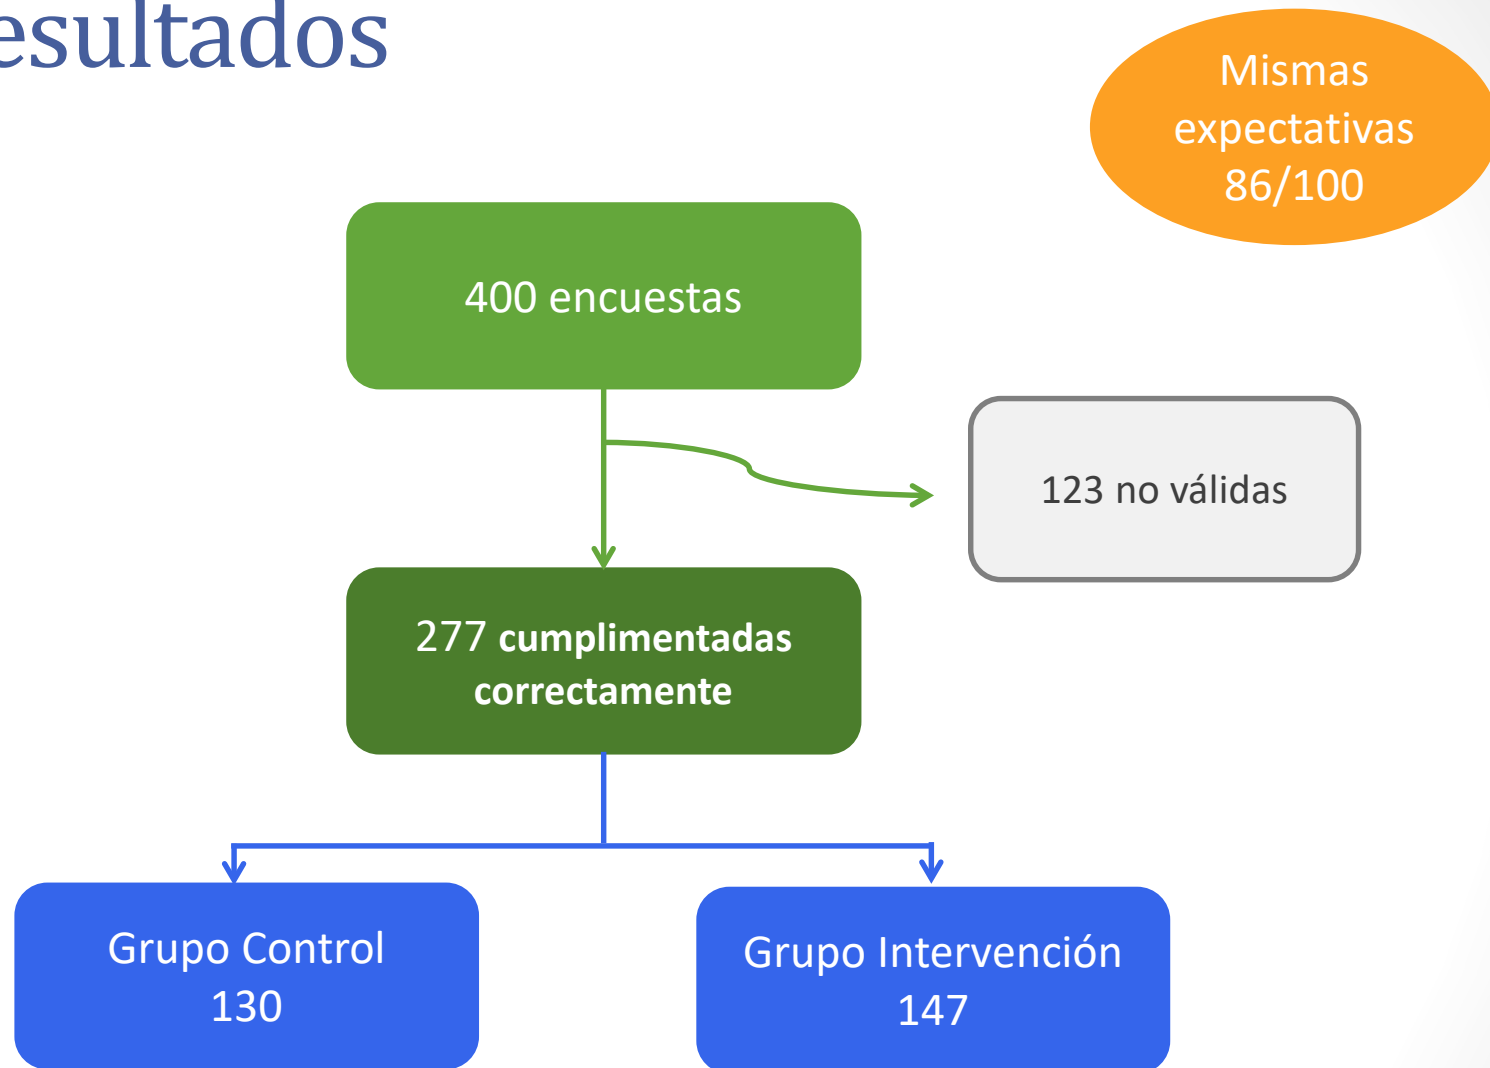 esultados
Mismas
expectativas
86/100
400 encuestas
123 no válidas
277 cumplimentadas
correctamente
Grupo Control
130
Grupo Intervención
147